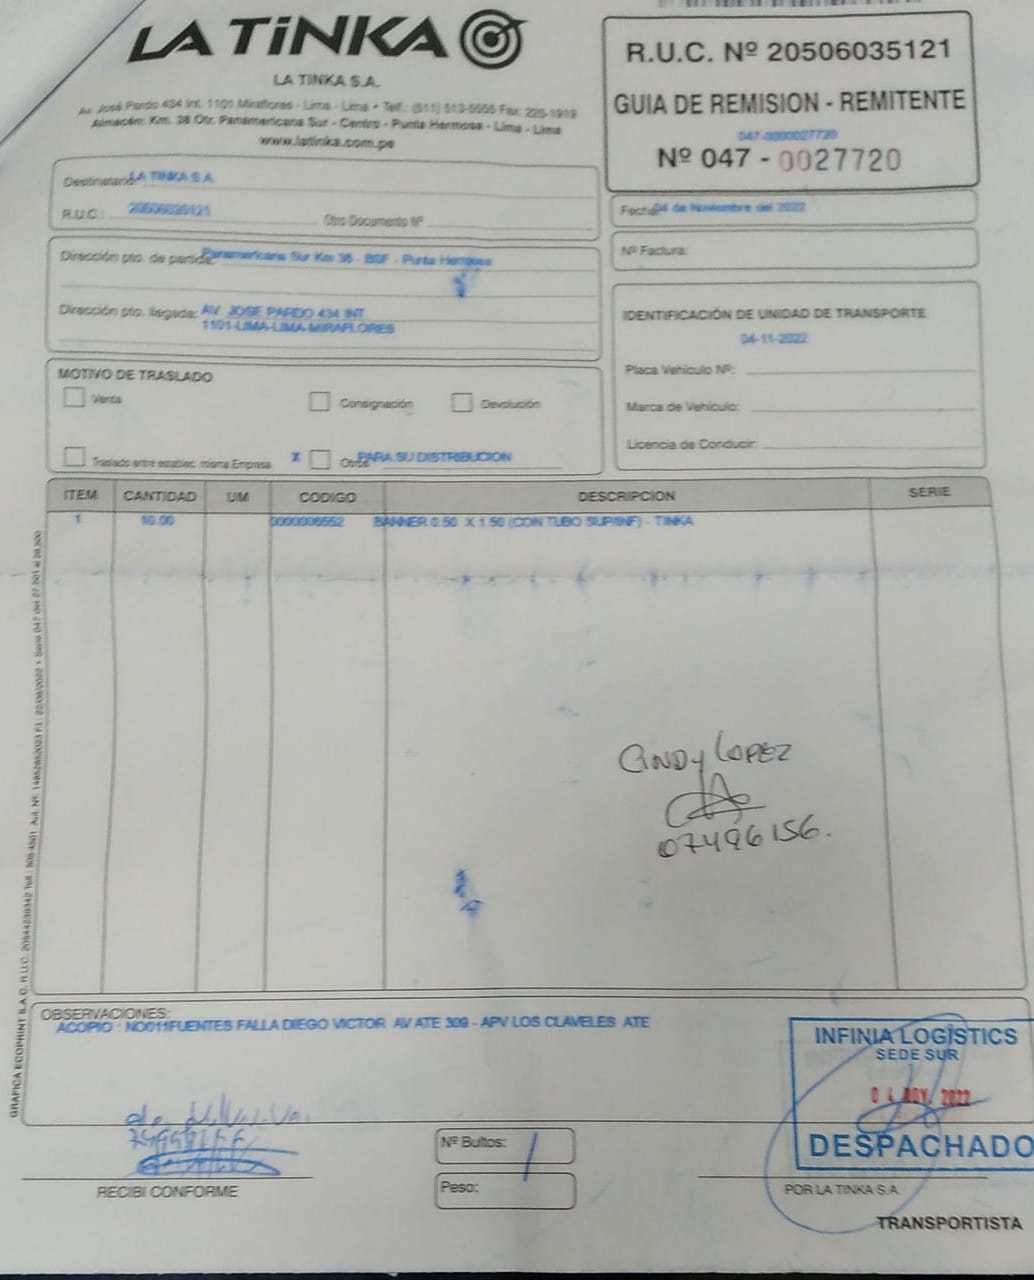 LA TiNKA
LA TINKA S.A.
Av. José Pardo 434 Int. 1101 Miraflores - Lima - Lima • Telf.: (511) 513-5555 Fax: 225-1919
Almacén: Km. 38 Otr. Panamericana Sur - Centro - Punta Hermosa - Lima - Lima
www.latinka.com.pe
R.U.C. Nº 20506035121
GUIA DE REMISION - REMITENTE
047-0000027720
Nº 047 - 0027720
Destinatario: LA TINKA S.A.
R.U.C.: 20506035121 Otro Documento Nº
Fecha: 04 de Noviembre del 2022
Nº Factura:
Dirección pto. de partida: Panamericana Sur Km 38 - BSF - Punta Hermosa
Dirección pto. llegada: AV. JOSE PARDO 434 INT.
1101-LIMA-LIMA-MIRAFLORES
IDENTIFICACIÓN DE UNIDAD DE TRANSPORTE
04-11-2022
Placa Vehículo Nº:
Marca de Vehículo:
Licencia de Conducir:
MOTIVO DE TRASLADO
Venta Consignación Devolución
Traslado entre establec. misma Empresa X Otros PARA SU DISTRIBUCION
ITEM CANTIDAD UM CODIGO DESCRIPCION SERIE
1 10.00 0000006552 BANNER 0.50 X 1.50 (CON TUBO SUP/INF) - TINKA
CINDY LOPEZ
07496156.
OBSERVACIONES:
ACOPIO : NO011FUENTES FALLA DIEGO VICTOR AV ATE 309 - APV LOS CLAVELES ATE
INFINIA LOGISTICS
SEDE SUR
04 NOV. 2022
DESPACHADO
RECIBI CONFORME
Nº Bultos: 1
Peso:
POR LA TINKA S.A.
TRANSPORTISTA
GRAFICA ECOPRINT S.A.C.